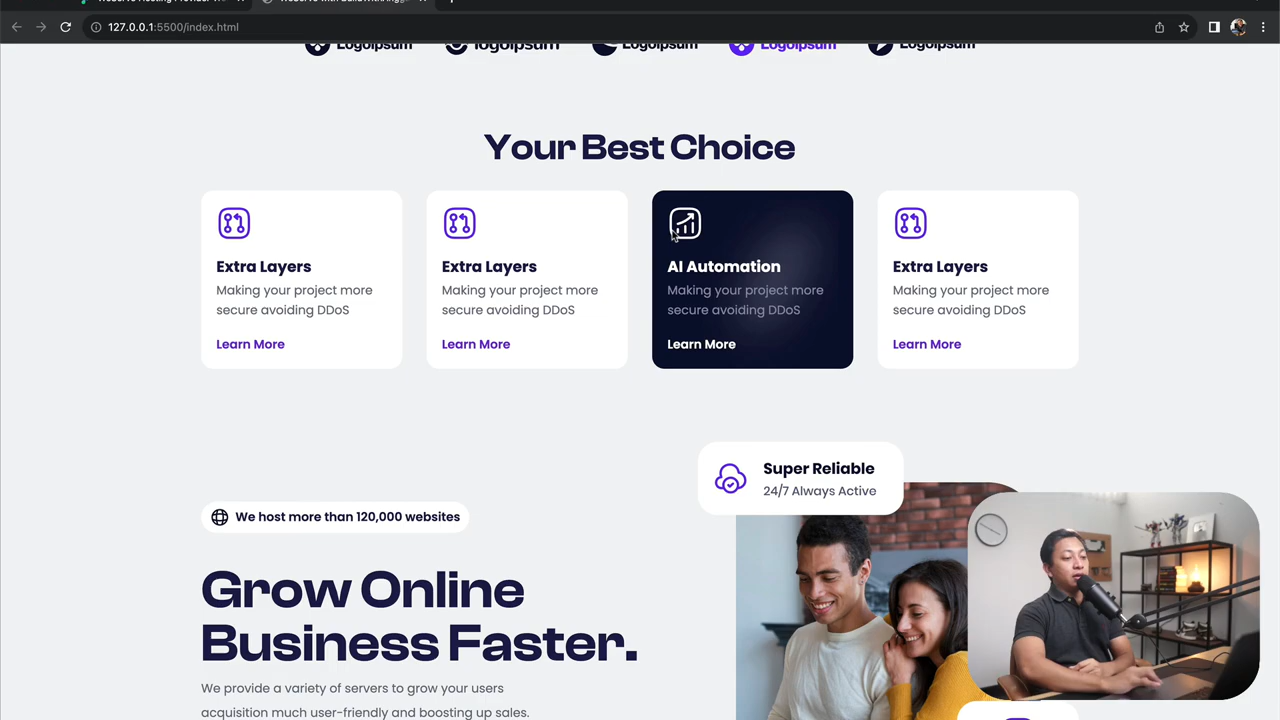 127.0.0.1:5500/index.html
Logoipsum logoipsum Logoipsum Logoipsum Logoipsum
Your Best Choice
Extra Layers
Making your project more
secure avoiding DDoS
Learn More
Extra Layers
Making your project more
secure avoiding DDoS
Learn More
AI Automation
Making your project more
secure avoiding DDoS
Learn More
Extra Layers
Making your project more
secure avoiding DDoS
Learn More
Super Reliable
24/7 Always Active
We host more than 120,000 websites
Grow Online
Business Faster.
We provide a variety of servers to grow your users
acquisition much user-friendly and boosting up sales.